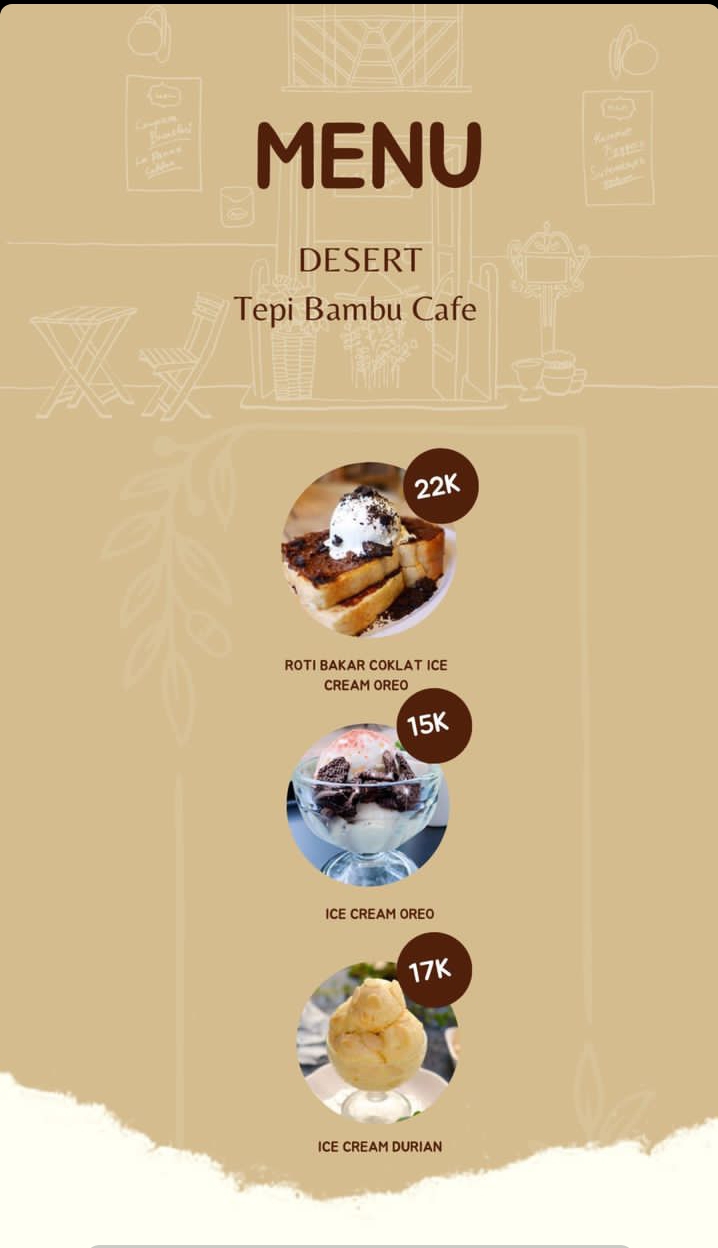 MENU
DESERT
Tepi Bambu Cafe
22K
ROTI BAKAR COKLAT ICE
CREAM OREO
15K
ICE CREAM OREO
17K
ICE CREAM DURIAN